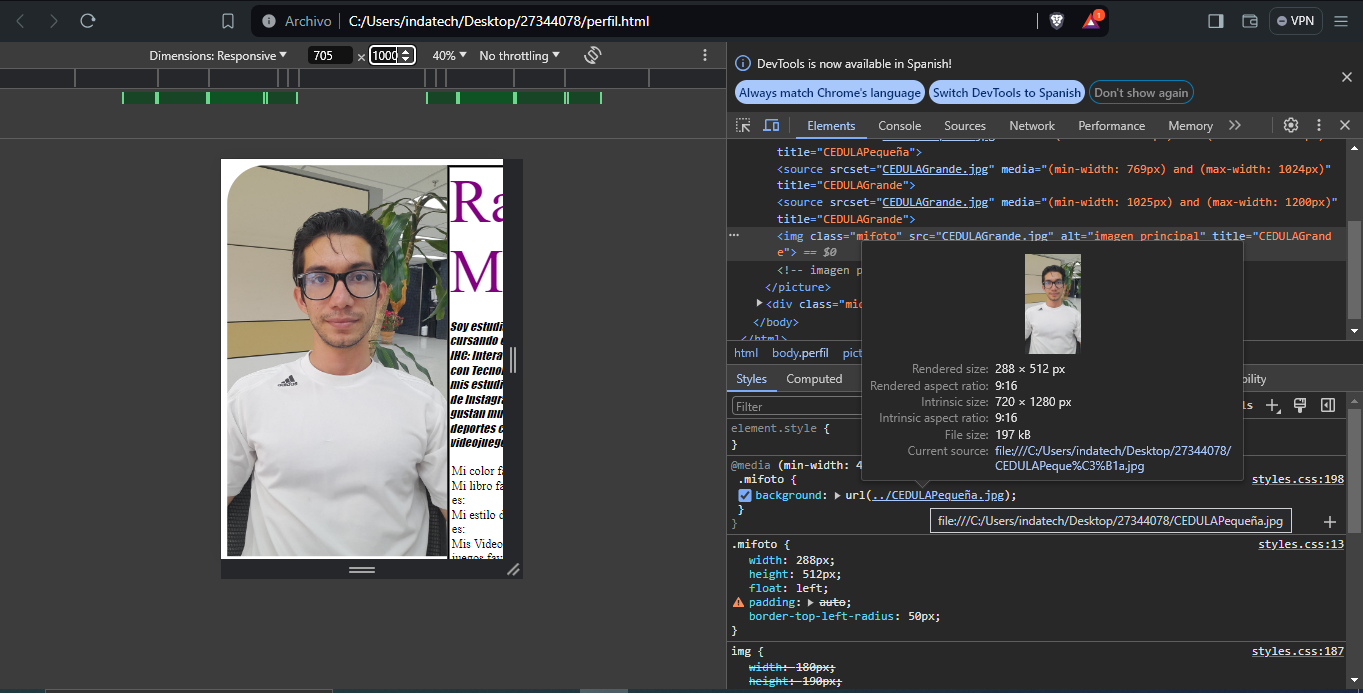 Archivo C:/Users/indatech/Desktop/27344078/perfil.html 1 VPN
Dimensions: Responsive 705 x 1000 40% No throttling
DevTools is now available in Spanish!
Always match Chrome's language Switch DevTools to Spanish Don't show again
Elements Console Sources Network Performance Memory
title="CEDULAPequeña">
<source srcset="CEDULAGrande.jpg" media="(min-width: 769px) and (max-width: 1024px)"
title="CEDULAGrande">
<source srcset="CEDULAGrande.jpg" media="(min-width: 1025px) and (max-width: 1200px)"
title="CEDULAGrande">
<img class="mifoto" src="CEDULAGrande.jpg" alt="imagen principal" title="CEDULAGrand
e"> == $0
<!-- imagen p
</picture>
<div class="mi
</body>
</html>
html body.perfil pict
Styles Computed
Filter
element.style {
}
@media (min-width: 4
.mifoto {
styles.css:198
background: url(../CEDULAPequeña.jpg);
}
}
.mifoto {
styles.css:13
width: 288px;
height: 512px;
float: left;
padding: auto;
border-top-left-radius: 50px;
}
img {
styles.css:187
width: 180px;
height: 190px;
Rendered size: 288 × 512 px
Rendered aspect ratio: 9:16
Intrinsic size: 720 × 1280 px
Intrinsic aspect ratio: 9:16
File size: 197 kB
Current source: file:///C:/Users/indatech/Desktop/27344078/
CEDULAPeque%C3%B1a.jpg
file:///C:/Users/indatech/Desktop/27344078/CEDULAPequeña.jpg
Ra
M
Soy estudi
cursando
IHC: Intera
con Tecno
mis estudi
de Instagr
gustan mu
deportes c
videojueg
Mi color fa
Mi libro fa
es:
Mi estilo d
es:
Mis Video
juegos fav
adidas